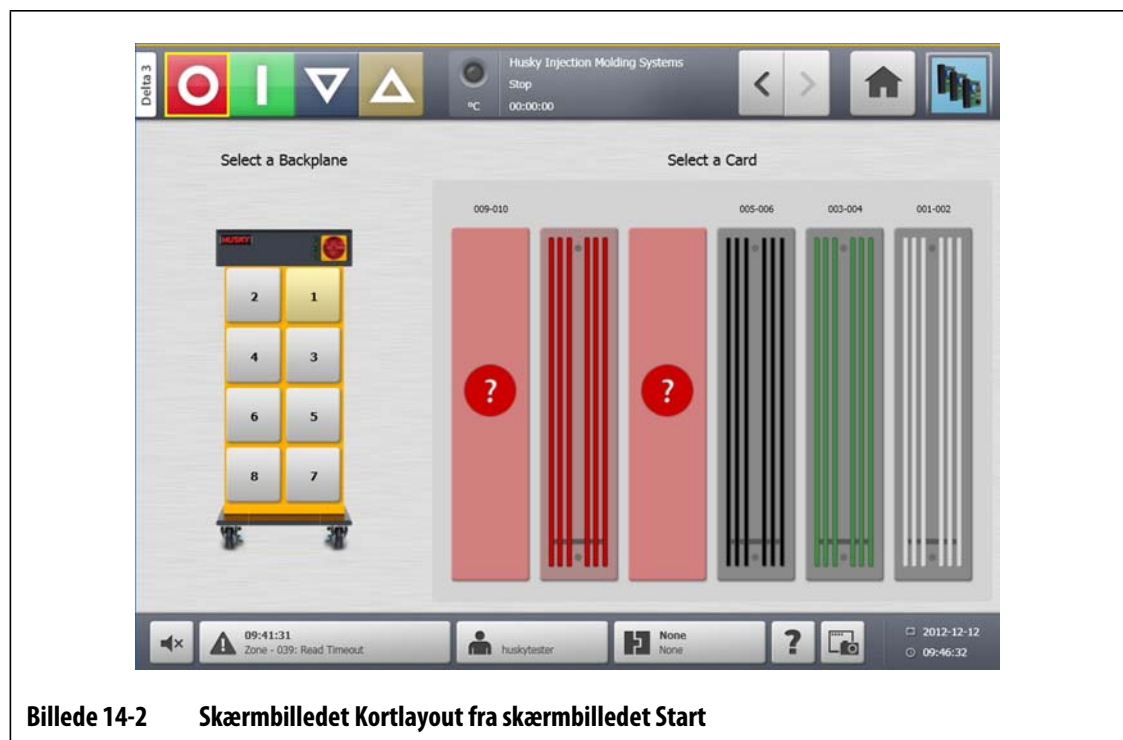 Delta 3
Husky Injection Molding Systems
Stop
ºC 00:00:00
Select a Backplane
Select a Card
009-010 005-006 003-004 001-002
HUSKY
2 1
4 3
6 5
8 7
? ?
09:41:31
Zone - 039: Read Timeout
huskytester
None
None
?
2012-12-12
09:46:32
Billede 14-2 Skærmbilledet Kortlayout fra skærmbilledet Start